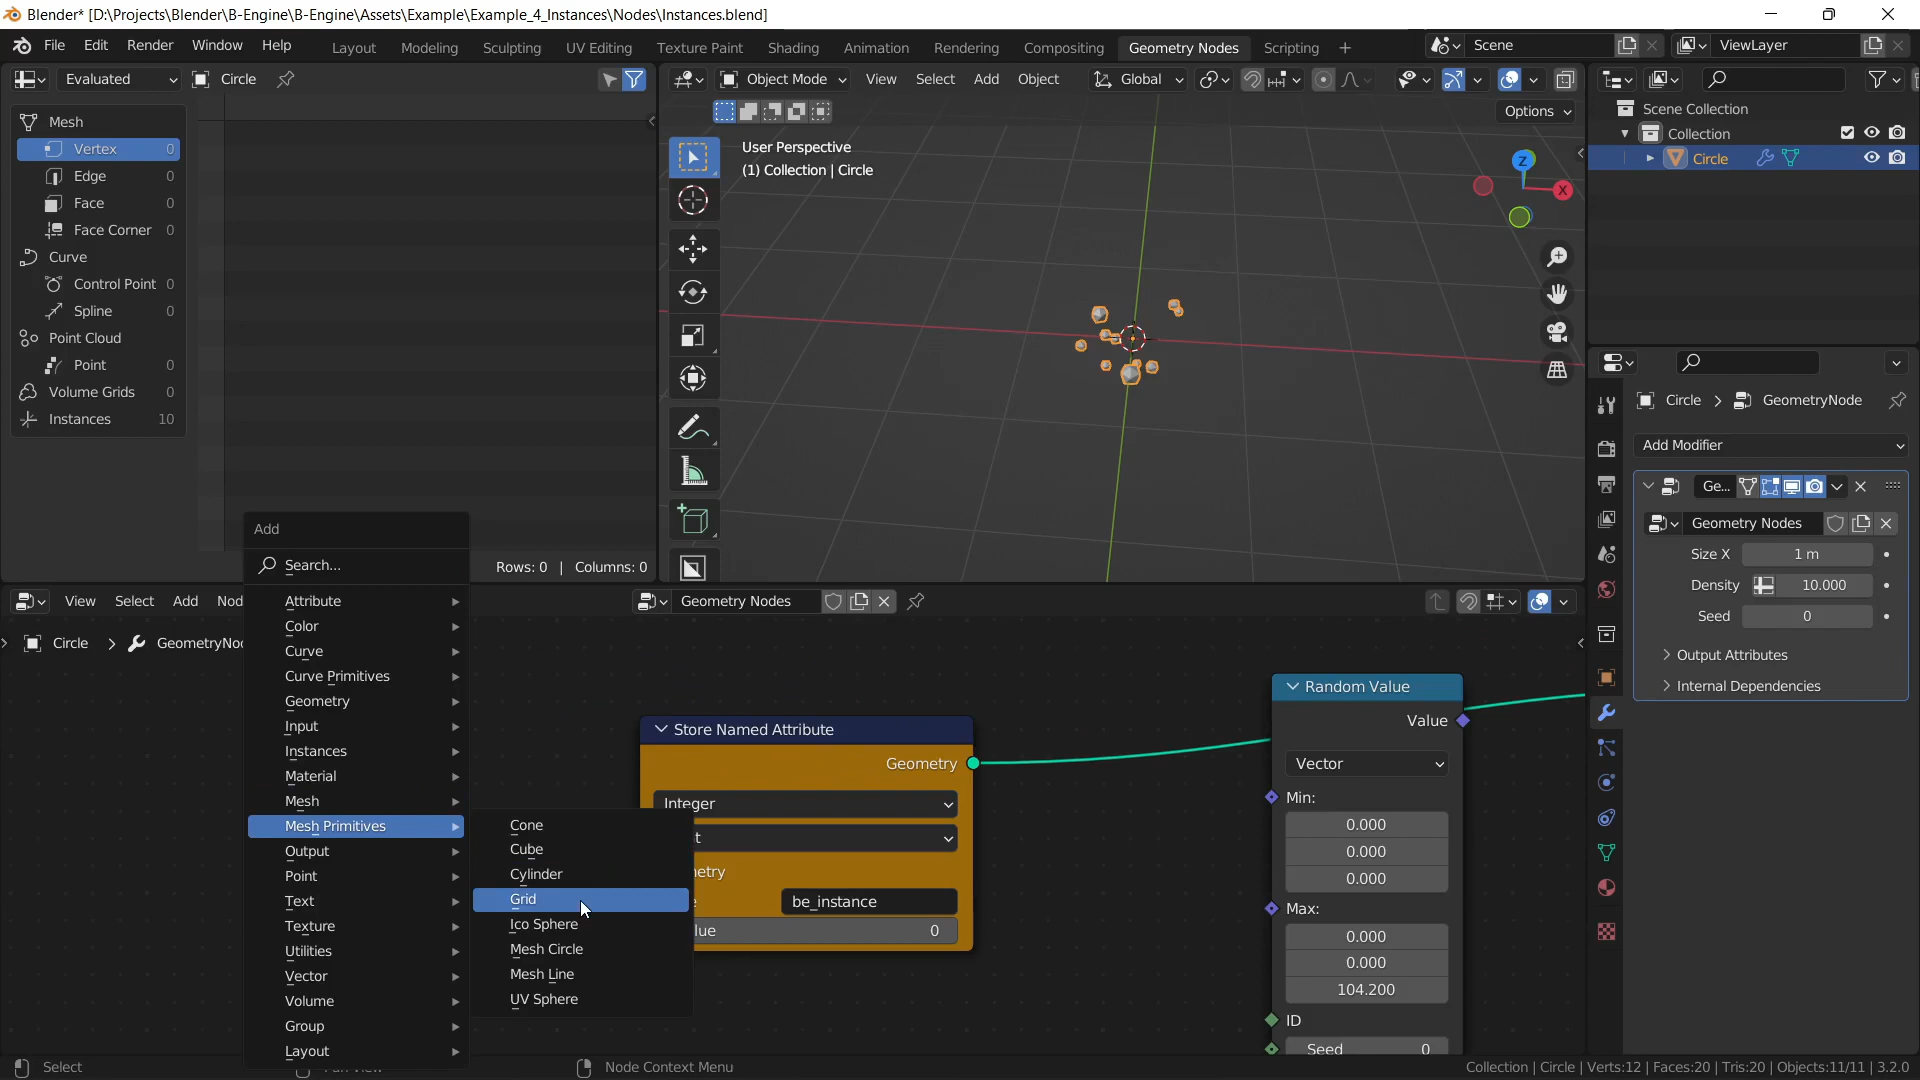 Blender* [D:\Projects\Blender\B-Engine\B-Engine\Assets\Example\Example_4_Instances\Nodes\Instances.blend]
File Edit Render Window Help Layout Modeling Sculpting UV Editing Texture Paint Shading Animation Rendering Compositing Geometry Nodes Scripting + Scene ViewLayer
Evaluated Circle
Object Mode View Select Add Object Global
Options
Mesh
Vertex 0
Edge 0
Face 0
Face Corner 0
Curve
Control Point 0
Spline 0
Point Cloud
Point 0
Volume Grids 0
Instances 10
Rows: 0 | Columns: 0
User Perspective
(1) Collection | Circle
Z
X
Scene Collection
Collection
Circle
Circle > GeometryNode
Add Modifier
Ge...
Geometry Nodes
Size X 1 m
Density 10.000
Seed 0
Output Attributes
Internal Dependencies
View Select Add Nod
Geometry Nodes
Circle > GeometryNod
Add
Search...
Attribute
Color
Curve
Curve Primitives
Geometry
Input
Instances
Material
Mesh
Mesh Primitives
Output
Point
Text
Texture
Utilities
Vector
Volume
Group
Layout
Cone
Cube
Cylinder
Grid
Ico Sphere
Mesh Circle
Mesh Line
UV Sphere
Store Named Attribute
Geometry
Integer
t
etry
be_instance
lue 0
Random Value
Value
Vector
Min:
0.000
0.000
0.000
Max:
0.000
0.000
104.200
ID
Seed 0
Select
Node Context Menu
Collection | Circle | Verts:12 | Faces:20 | Tris:20 | Objects:11/11 | 3.2.0